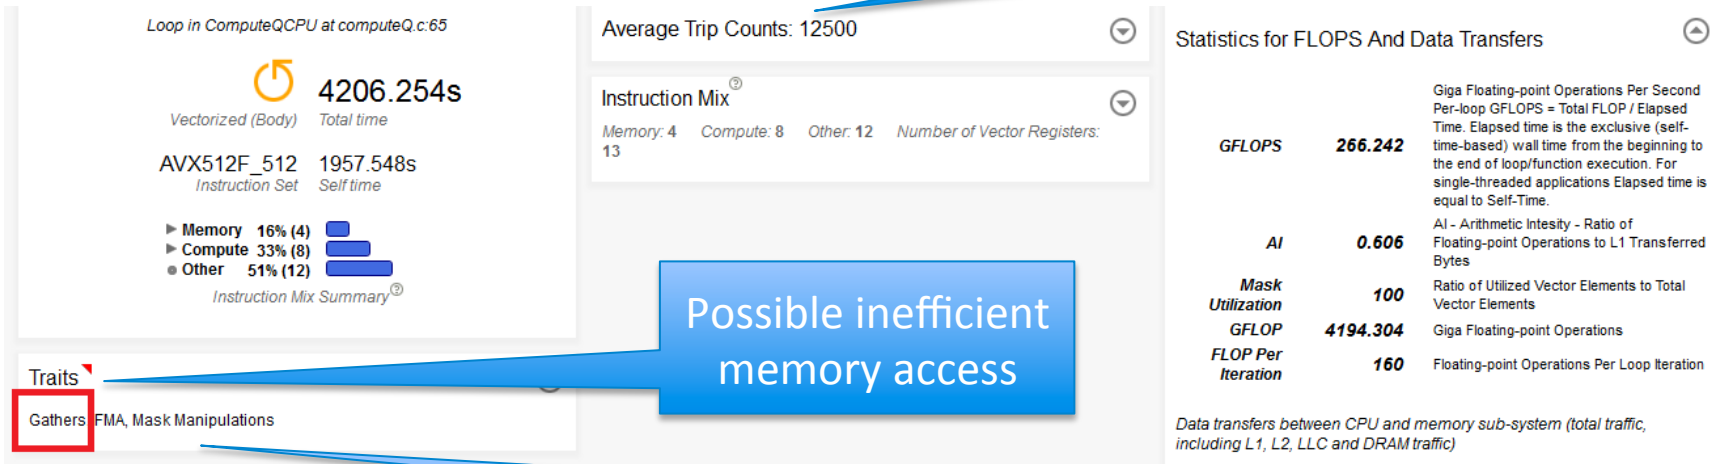 Loop in ComputeQCPU at computeQ.c:65
4206.254s
Vectorized (Body) Total time
AVX512F_512 1957.548s
Instruction Set Self time
Memory 16% (4)
Compute 33% (8)
Other 51% (12)
Instruction Mix Summary
Traits
Gathers, FMA, Mask Manipulations
Average Trip Counts: 12500
Instruction Mix
Memory: 4 Compute: 8 Other: 12 Number of Vector Registers:
13
Possible inefficient
memory access
Statistics for FLOPS And Data Transfers
GFLOPS 266.242
Giga Floating-point Operations Per Second
Per-loop GFLOPS = Total FLOP / Elapsed
Time. Elapsed time is the exclusive (self-
time-based) wall time from the beginning to
the end of loop/function execution. For
single-threaded applications Elapsed time is
equal to Self-Time.
AI 0.606
AI - Arithmetic Intesity - Ratio of
Floating-point Operations to L1 Transferred
Bytes
Mask
Utilization
100
Ratio of Utilized Vector Elements to Total
Vector Elements
GFLOP 4194.304 Giga Floating-point Operations
FLOP Per
Iteration
160 Floating-point Operations Per Loop Iteration
Data transfers between CPU and memory sub-system (total traffic,
including L1, L2, LLC and DRAM traffic)